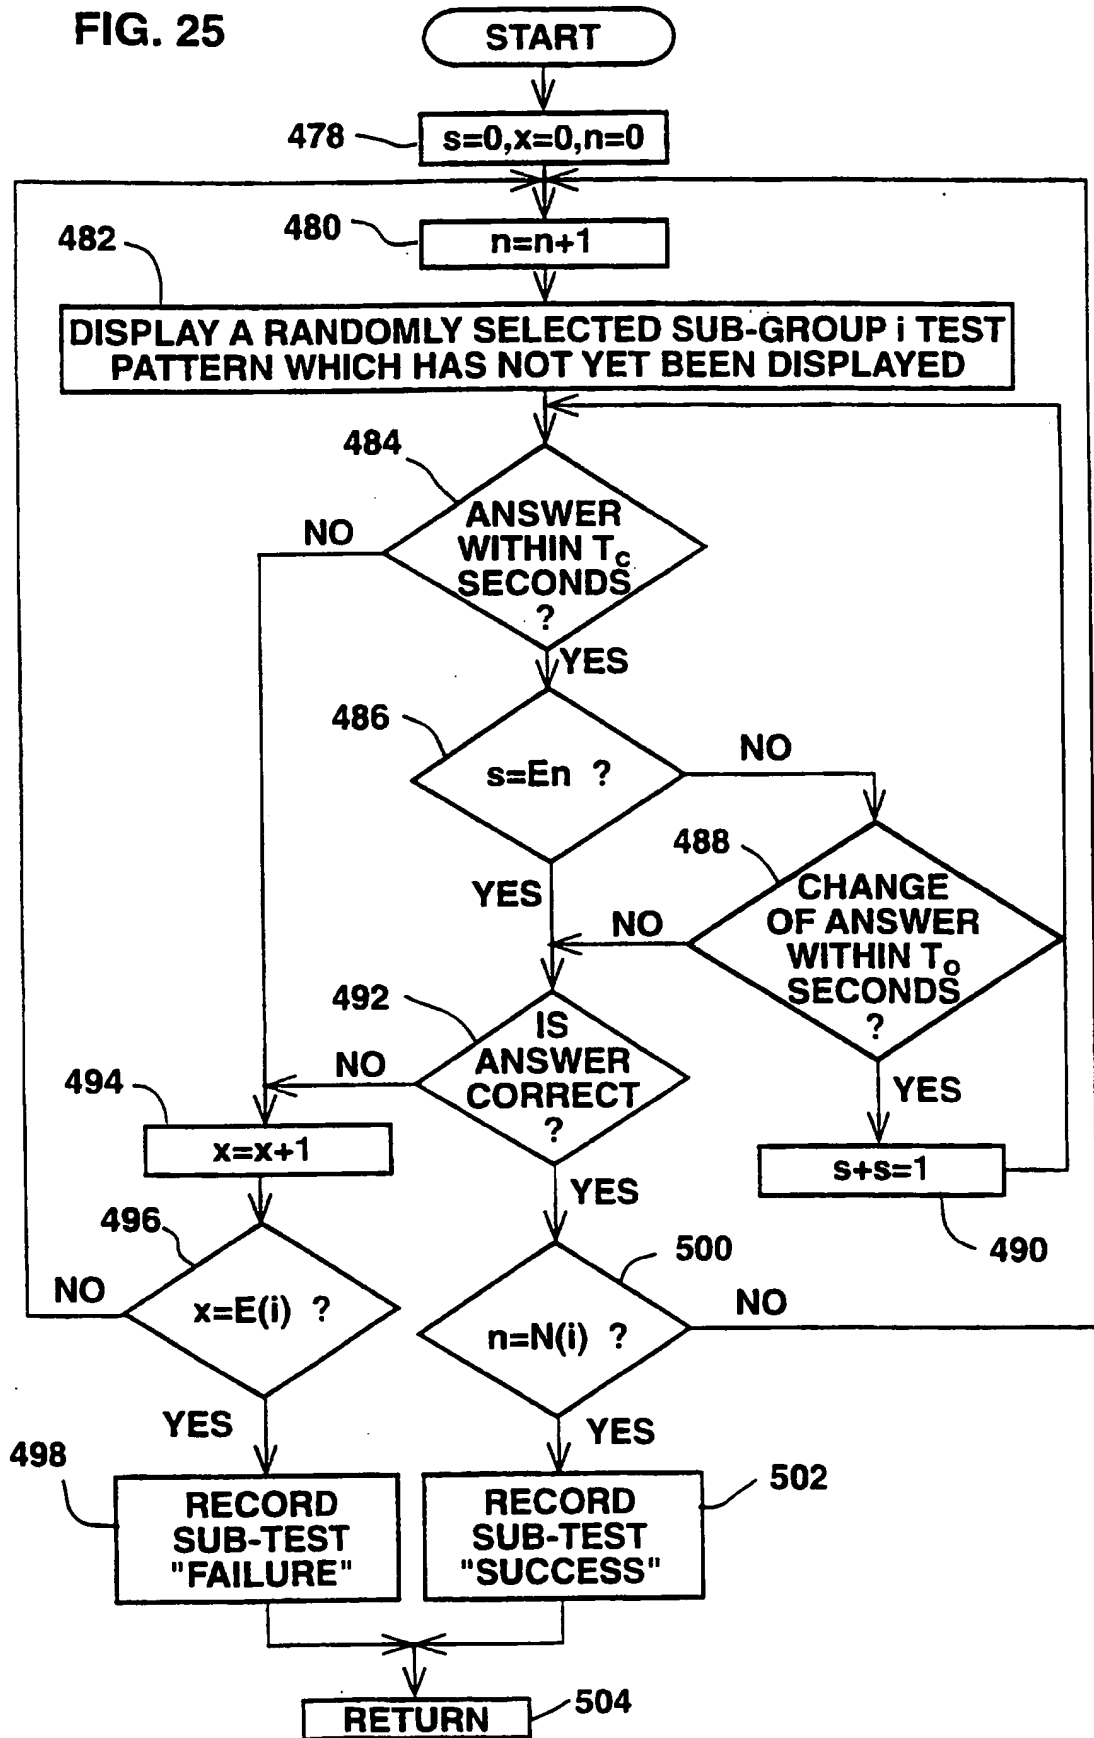 FIG. 25
START
478
s=0,x=0,n=0
480
n=n+1
482
DISPLAY A RANDOMLY SELECTED SUB-GROUP i TEST
PATTERN WHICH HAS NOT YET BEEN DISPLAYED
484
ANSWER
WITHIN Tc
SECONDS
?
NO
YES
486
s=En ?
NO
YES
488
CHANGE
OF ANSWER
WITHIN To
SECONDS
?
NO
YES
492
IS
ANSWER
CORRECT
?
NO
YES
494
x=x+1
s+s=1
490
496
x=E(i) ?
NO
YES
500
n=N(i) ?
NO
YES
498
RECORD
SUB-TEST
"FAILURE"
502
RECORD
SUB-TEST
"SUCCESS"
RETURN
504